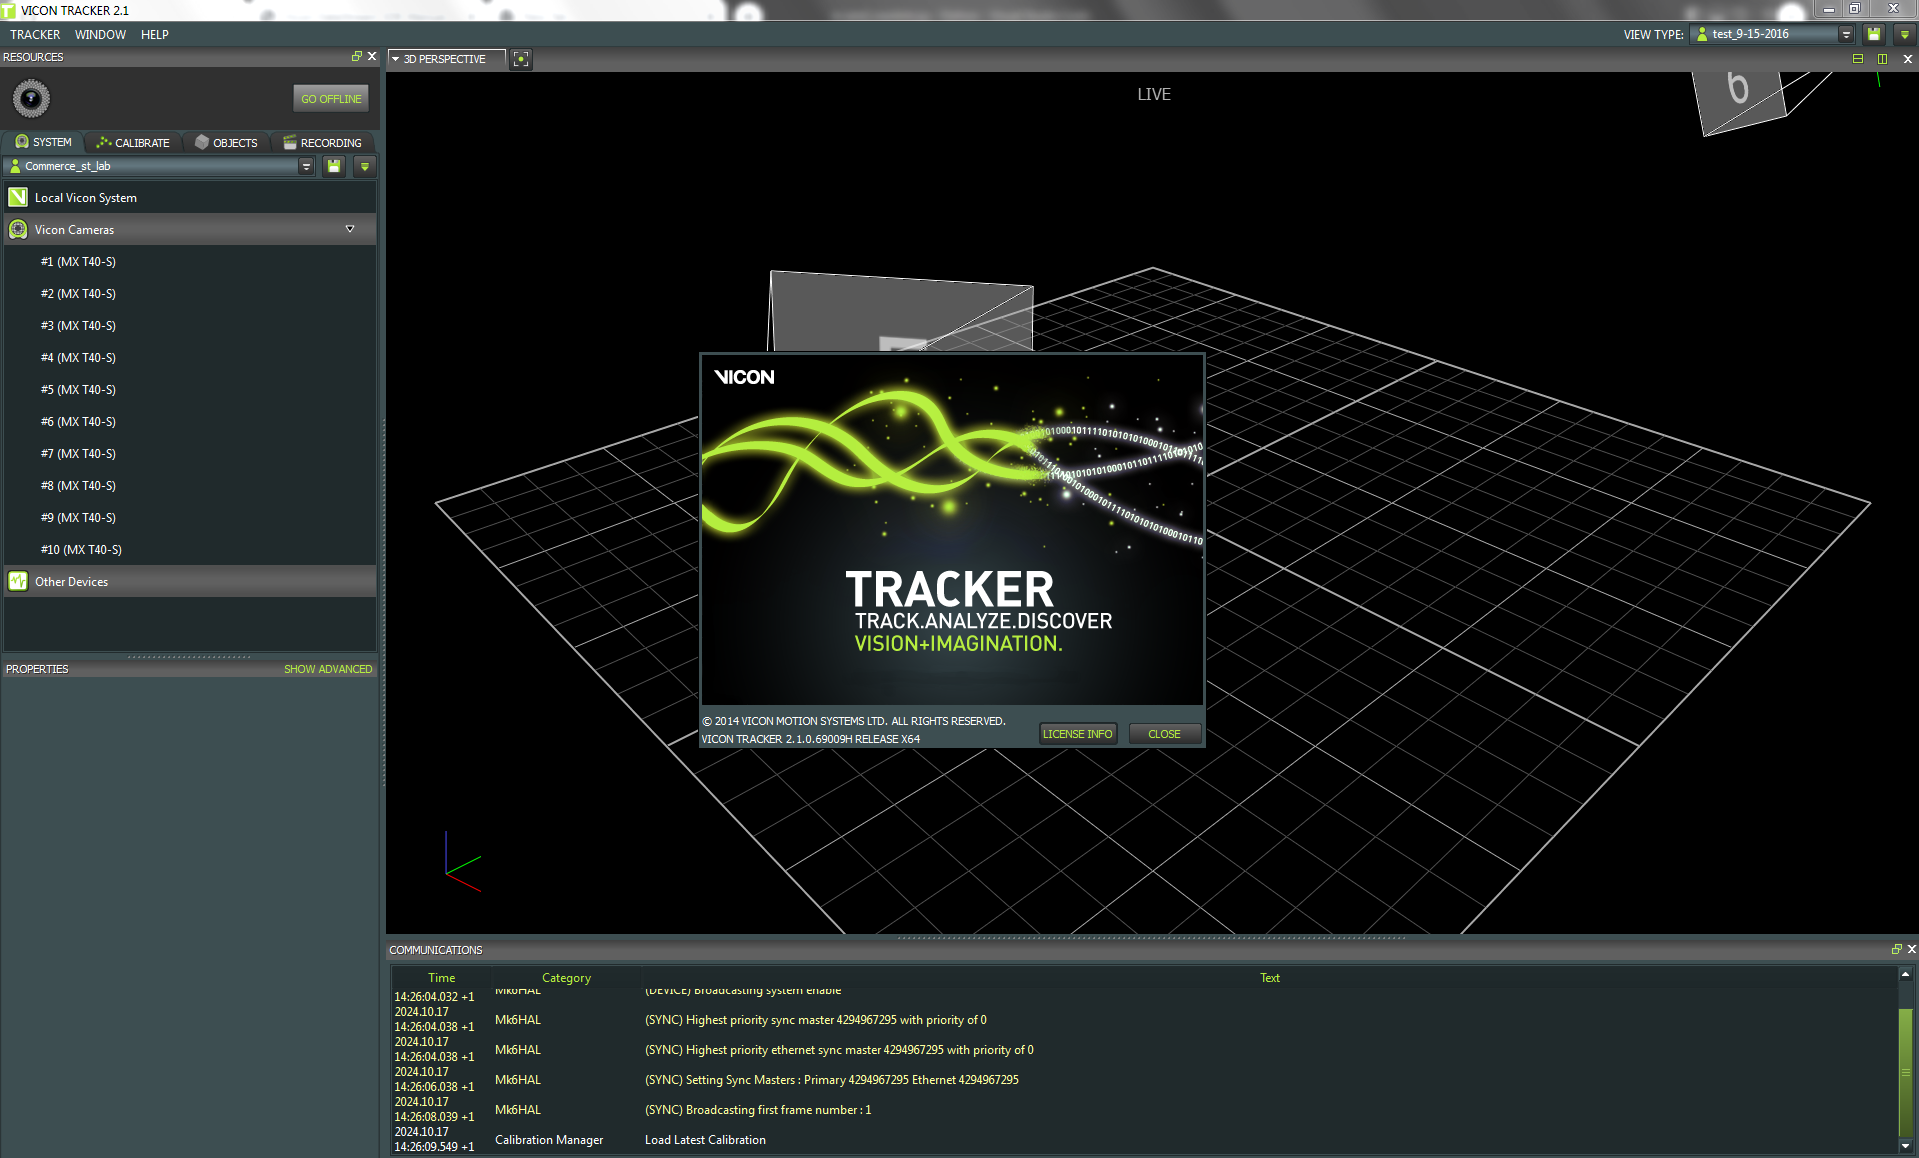 VICON TRACKER 2.1
TRACKER WINDOW HELP
VIEW TYPE: test_9-15-2016
RESOURCES
GO OFFLINE
SYSTEM CALIBRATE OBJECTS RECORDING
Commerce_st_lab
Local Vicon System
Vicon Cameras
#1 (MX T40-S)
#2 (MX T40-S)
#3 (MX T40-S)
#4 (MX T40-S)
#5 (MX T40-S)
#6 (MX T40-S)
#7 (MX T40-S)
#8 (MX T40-S)
#9 (MX T40-S)
#10 (MX T40-S)
Other Devices
PROPERTIES SHOW ADVANCED
3D PERSPECTIVE
LIVE
6
VICON
TRACKER
TRACK.ANALYZE.DISCOVER
VISION+IMAGINATION.
© 2014 VICON MOTION SYSTEMS LTD. ALL RIGHTS RESERVED.
VICON TRACKER 2.1.0.69009H RELEASE X64
LICENSE INFO CLOSE
COMMUNICATIONS
Time Category Text
14:26:04.032 +1 Mk6HAL (DEVICE) Broadcasting system enable
2024.10.17
14:26:04.038 +1 Mk6HAL (SYNC) Highest priority sync master 4294967295 with priority of 0
2024.10.17
14:26:04.038 +1 Mk6HAL (SYNC) Highest priority ethernet sync master 4294967295 with priority of 0
2024.10.17
14:26:06.038 +1 Mk6HAL (SYNC) Setting Sync Masters : Primary 4294967295 Ethernet 4294967295
2024.10.17
14:26:08.039 +1 Mk6HAL (SYNC) Broadcasting first frame number : 1
2024.10.17
14:26:09.549 +1 Calibration Manager Load Latest Calibration